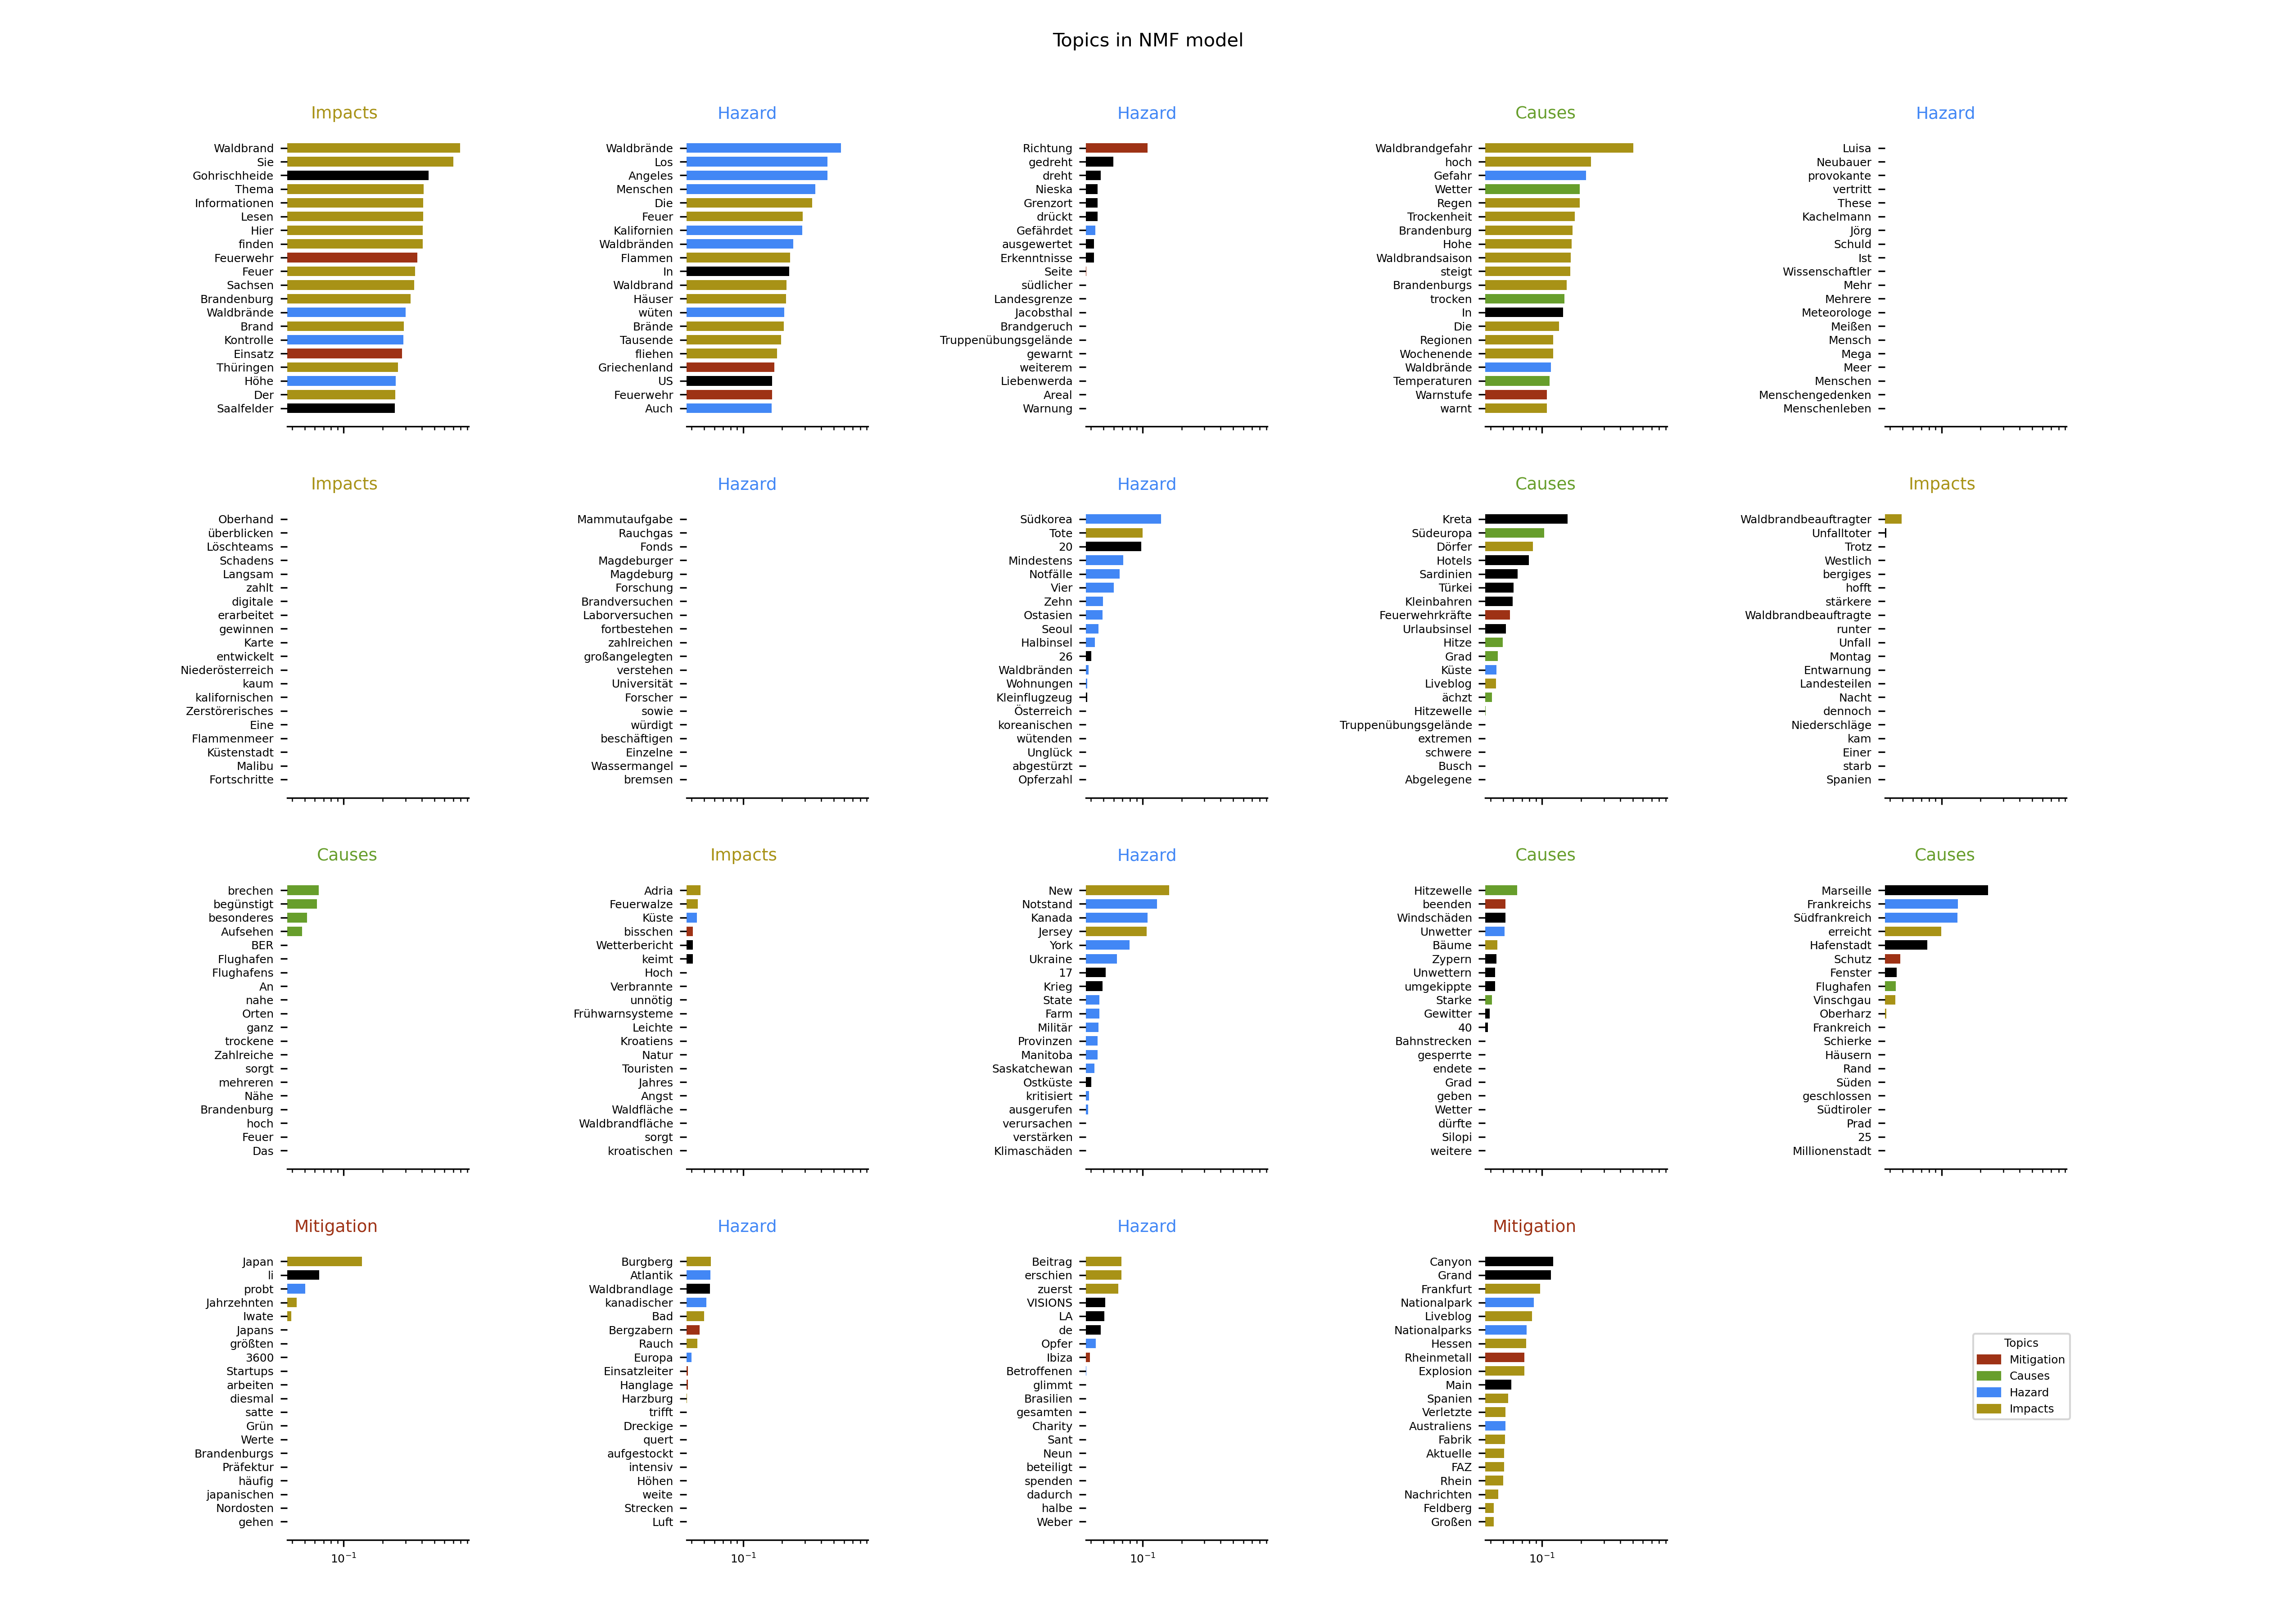 Topics in NMF model
Impacts
Waldbrand
Sie
Gohrischheide
Thema
Informationen
Lesen
Hier
finden
Feuerwehr
Feuer
Sachsen
Brandenburg
Waldbrände
Brand
Kontrolle
Einsatz
Thüringen
Höhe
Der
Saalfelder
Hazard
Waldbrände
Los
Angeles
Menschen
Die
Feuer
Kalifornien
Waldbränden
Flammen
In
Waldbrand
Häuser
wüten
Brände
Tausende
fliehen
Griechenland
US
Feuerwehr
Auch
Hazard
Richtung
gedreht
dreht
Nieska
Grenzort
drückt
Gefährdet
ausgewertet
Erkenntnisse
Seite
südlicher
Landesgrenze
Jacobsthal
Brandgeruch
Truppenübungsgelände
gewarnt
weiterem
Liebenwerda
Areal
Warnung
Causes
Waldbrandgefahr
hoch
Gefahr
Wetter
Regen
Trockenheit
Brandenburg
Hohe
Waldbrandsaison
steigt
Brandenburgs
trocken
In
Die
Regionen
Wochenende
Waldbrände
Temperaturen
Warnstufe
warnt
Hazard
Luisa
Neubauer
provokante
vertritt
These
Kachelmann
Jörg
Schuld
Ist
Wissenschaftler
Mehr
Mehrere
Meteorologe
Meißen
Mensch
Mega
Meer
Menschen
Menschengedenken
Menschenleben
Impacts
Oberhand
überblicken
Löschteams
Schadens
Langsam
zahlt
digitale
erarbeitet
gewinnen
Karte
entwickelt
Niederösterreich
kaum
kalifornischen
Zerstörerisches
Eine
Flammenmeer
Küstenstadt
Malibu
Fortschritte
Hazard
Mammutaufgabe
Rauchgas
Fonds
Magdeburger
Magdeburg
Forschung
Brandversuchen
Laborversuchen
fortbestehen
zahlreichen
großangelegten
verstehen
Universität
Forscher
sowie
würdigt
beschäftigen
Einzelne
Wassermangel
bremsen
Hazard
Südkorea
Tote
20
Mindestens
Notfälle
Vier
Zehn
Ostasien
Seoul
Halbinsel
26
Waldbränden
Wohnungen
Kleinflugzeug
Österreich
koreanischen
wütenden
Unglück
abgestürzt
Opferzahl
Causes
Kreta
Südeuropa
Dörfer
Hotels
Sardinien
Türkei
Kleinbahren
Feuerwehrkräfte
Urlaubsinsel
Hitze
Grad
Küste
Liveblog
ächzt
Hitzewelle
Truppenübungsgelände
extremen
schwere
Busch
Abgelegene
Impacts
Waldbrandbeauftragter
Unfalltoter
Trotz
Westlich
bergiges
hofft
stärkere
Waldbrandbeauftragte
runter
Unfall
Montag
Entwarnung
Landesteilen
Nacht
dennoch
Niederschläge
kam
Einer
starb
Spanien
Causes
brechen
begünstigt
besonderes
Aufsehen
BER
Flughafen
Flughafens
An
nahe
Orten
ganz
trockene
Zahlreiche
sorgt
mehreren
Nähe
Brandenburg
hoch
Feuer
Das
Impacts
Adria
Feuerwalze
Küste
bisschen
Wetterbericht
keimt
Hoch
Verbrannte
unnötig
Frühwarnsysteme
Leichte
Kroatiens
Natur
Touristen
Jahres
Angst
Waldfläche
Waldbrandfläche
sorgt
kroatischen
Hazard
New
Notstand
Kanada
Jersey
York
Ukraine
17
Krieg
State
Farm
Militär
Provinzen
Manitoba
Saskatchewan
Ostküste
kritisiert
ausgerufen
verursachen
verstärken
Klimaschäden
Causes
Hitzewelle
beenden
Windschäden
Unwetter
Bäume
Zypern
Unwettern
umgekippte
Starke
Gewitter
40
Bahnstrecken
gesperrte
endete
Grad
geben
Wetter
dürfte
Silopi
weitere
Causes
Marseille
Frankreichs
Südfrankreich
erreicht
Hafenstadt
Schutz
Fenster
Flughafen
Vinschgau
Oberharz
Frankreich
Schierke
Häusern
Rand
Süden
geschlossen
Südtiroler
Prad
25
Millionenstadt
Mitigation
Japan
li
probt
Jahrzehnten
Iwate
Japans
größten
3600
Startups
arbeiten
diesmal
satte
Grün
Werte
Brandenburgs
Präfektur
häufig
japanischen
Nordosten
gehen
10⁻¹
Hazard
Burgberg
Atlantik
Waldbrandlage
kanadischer
Bad
Bergzabern
Rauch
Europa
Einsatzleiter
Hanglage
Harzburg
trifft
Dreckige
quert
aufgestockt
intensiv
Höhen
weite
Strecken
Luft
10⁻¹
Hazard
Beitrag
erschien
zuerst
VISIONS
LA
de
Opfer
Ibiza
Betroffenen
glimmt
Brasilien
gesamten
Charity
Sant
Neun
beteiligt
spenden
dadurch
halbe
Weber
10⁻¹
Mitigation
Canyon
Grand
Frankfurt
Nationalpark
Liveblog
Nationalparks
Hessen
Rheinmetall
Explosion
Main
Spanien
Verletzte
Australiens
Fabrik
Aktuelle
FAZ
Rhein
Nachrichten
Feldberg
Großen
10⁻¹
Topics
Mitigation
Causes
Hazard
Impacts